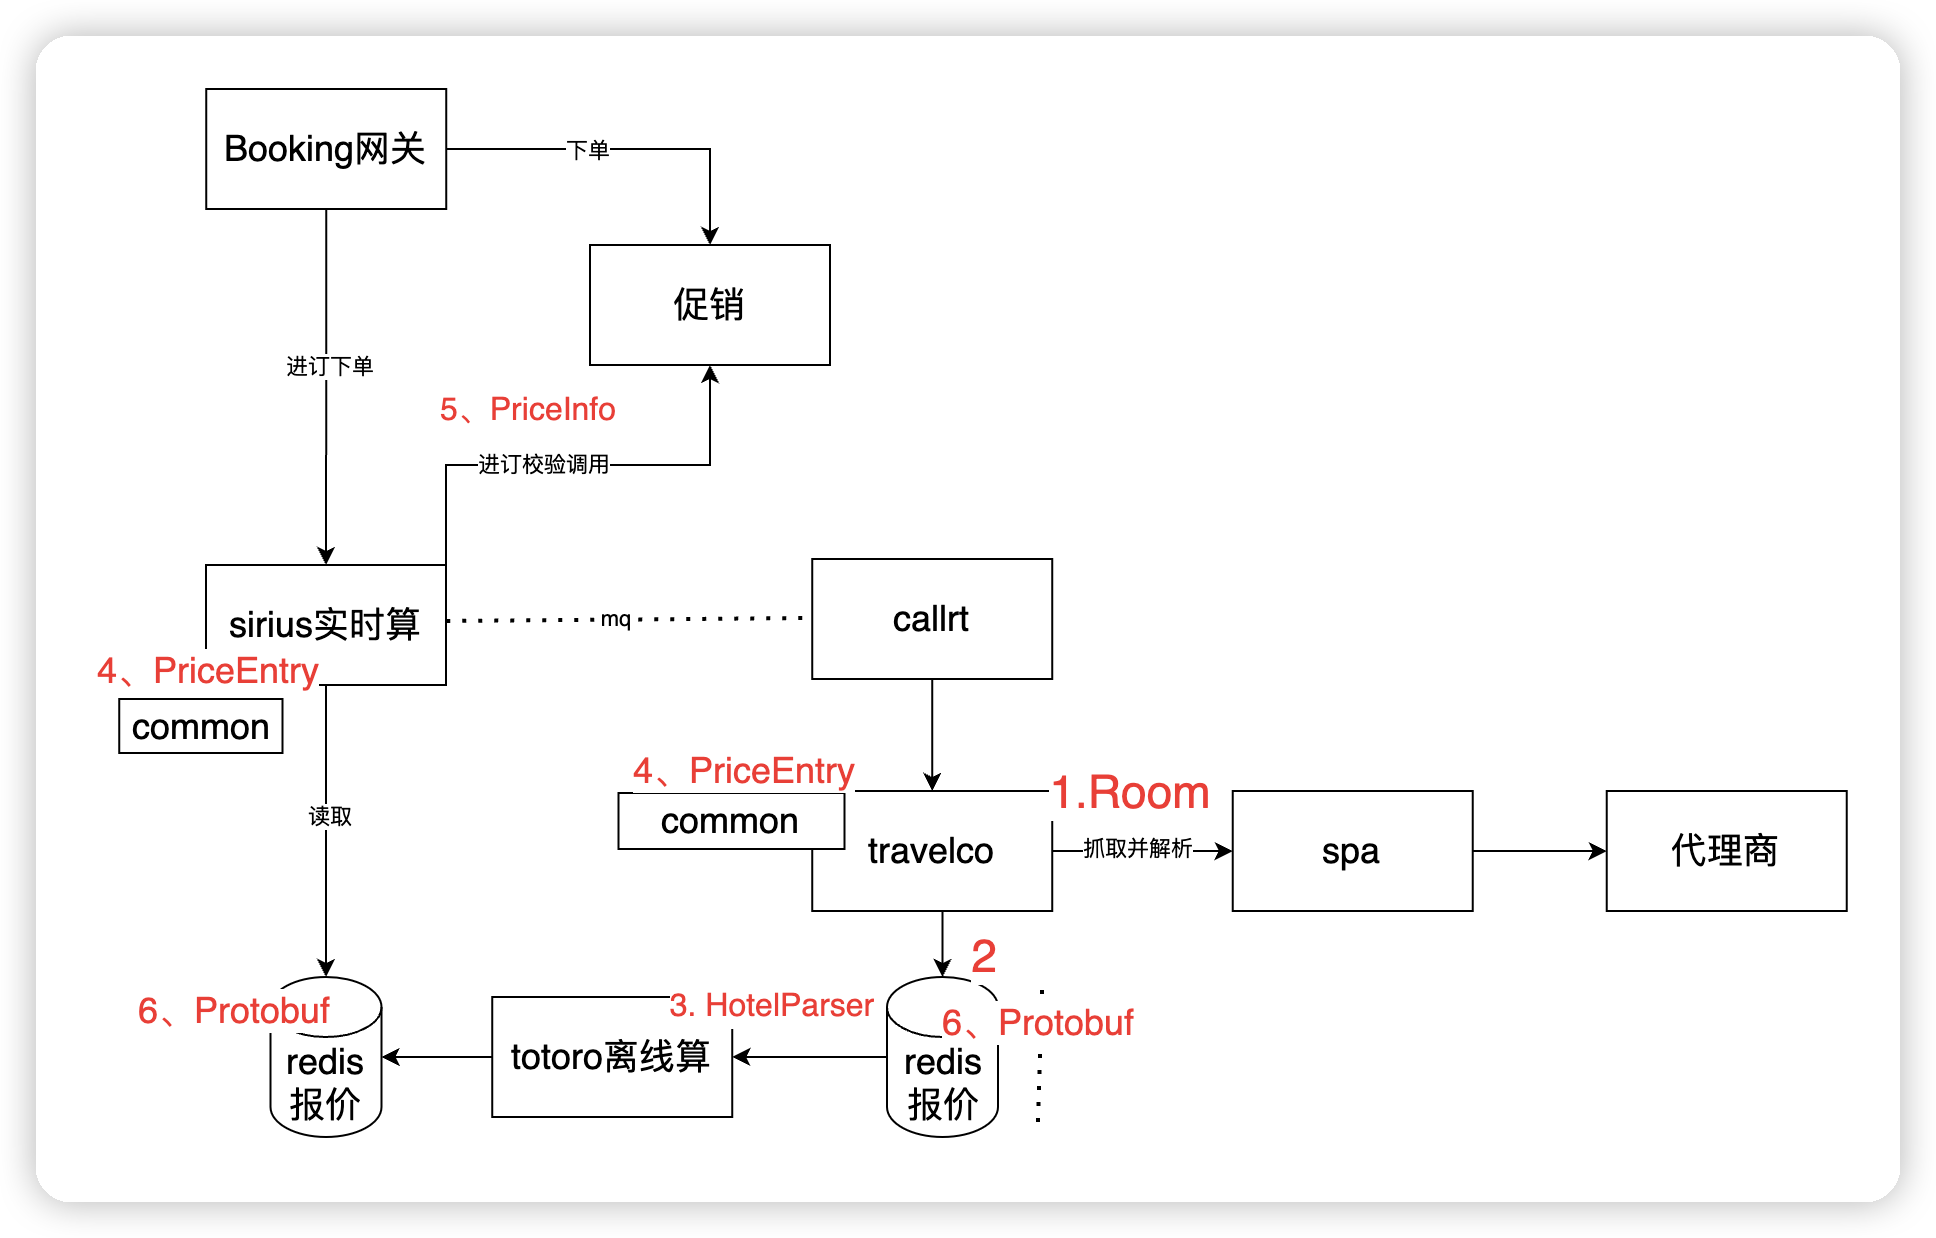 Booking网关
下单
促销
进订下单
5、PriceInfo
进订校验调用
sirius实时算
mq
callrt
4、PriceEntry
common
4、PriceEntry
common
1.Room
travelco
抓取并解析
spa
代理商
读取
2
6、Protobuf
redis
报价
totoro离线算
3. HotelParser
6、Protobuf
redis
报价